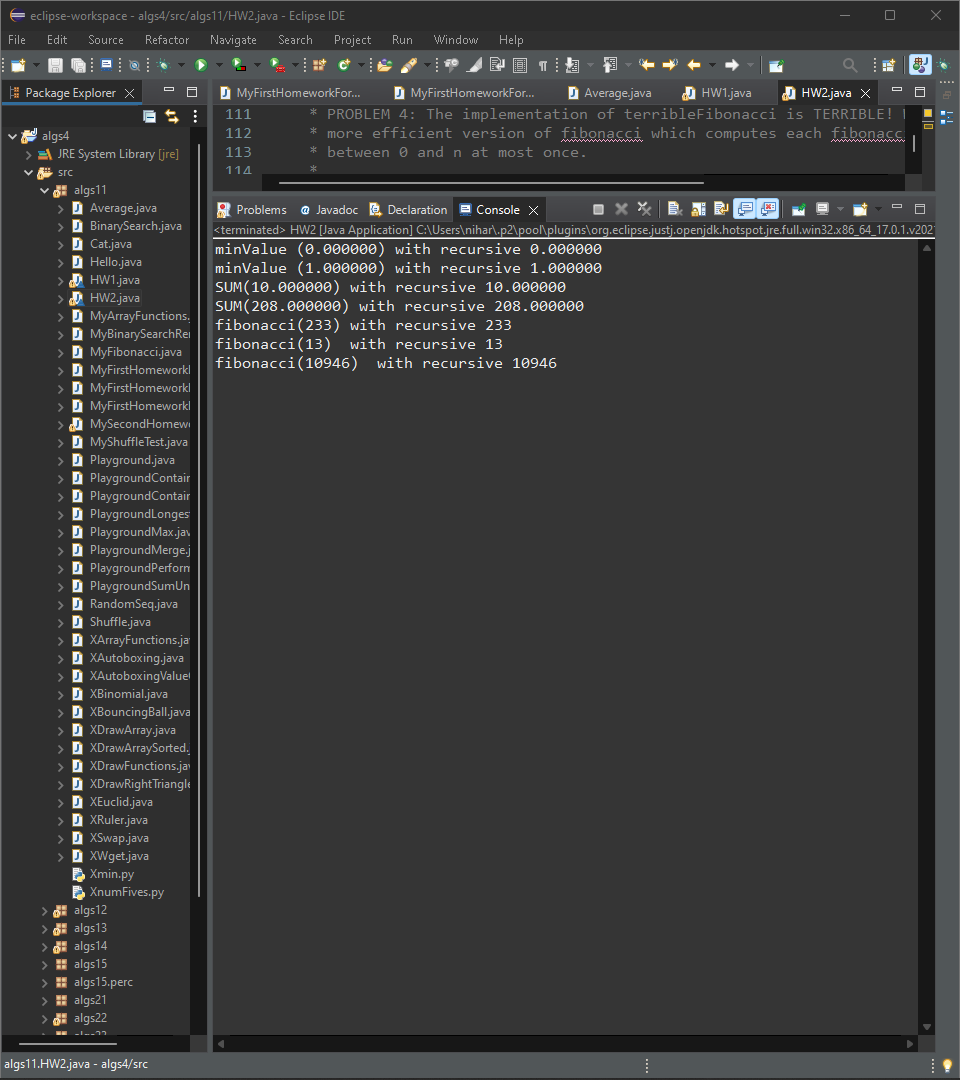 eclipse-workspace - algs4/src/algs11/HW2.java - Eclipse IDE
File Edit Source Refactor Navigate Search Project Run Window Help
Package Explorer
MyFirstHomeworkFor... MyFirstHomeworkFor... Average.java HW1.java HW2.java
111 * PROBLEM 4: The implementation of terribleFibonacci is TERRIBLE!
112 * more efficient version of fibonacci which computes each fibonacc
113 * between 0 and n at most once.
114 *
Problems Javadoc Declaration Console
<terminated> HW2 [Java Application] C:\Users\nihar\.p2\pool\plugins\org.eclipse.justj.openjdk.hotspot.jre.full.win32.x86_64_17.0.1.v202
minValue (0.000000) with recursive 0.000000
minValue (1.000000) with recursive 1.000000
SUM(10.000000) with recursive 10.000000
SUM(208.000000) with recursive 208.000000
fibonacci(233) with recursive 233
fibonacci(13)  with recursive 13
fibonacci(10946)  with recursive 10946
algs4
JRE System Library [jre]
src
algs11
Average.java
BinarySearch.java
Cat.java
Hello.java
HW1.java
HW2.java
MyArrayFunctions.
MyBinarySearchRe
MyFibonacci.java
MyFirstHomework
MyFirstHomework
MyFirstHomework
MySecondHomew
MyShuffleTest.java
Playground.java
PlaygroundContain
PlaygroundContain
PlaygroundLonges
PlaygroundMax.jav
PlaygroundMerge.j
PlaygroundPerform
PlaygroundSumUn
RandomSeq.java
Shuffle.java
XArrayFunctions.ja
XAutoboxing.java
XAutoboxingValue
XBinomial.java
XBouncingBall.java
XDrawArray.java
XDrawArraySorted.
XDrawFunctions.ja
XDrawRightTriangle
XEuclid.java
XRuler.java
XSwap.java
XWget.java
Xmin.py
XnumFives.py
algs12
algs13
algs14
algs15
algs15.perc
algs21
algs22
algs11.HW2.java - algs4/src